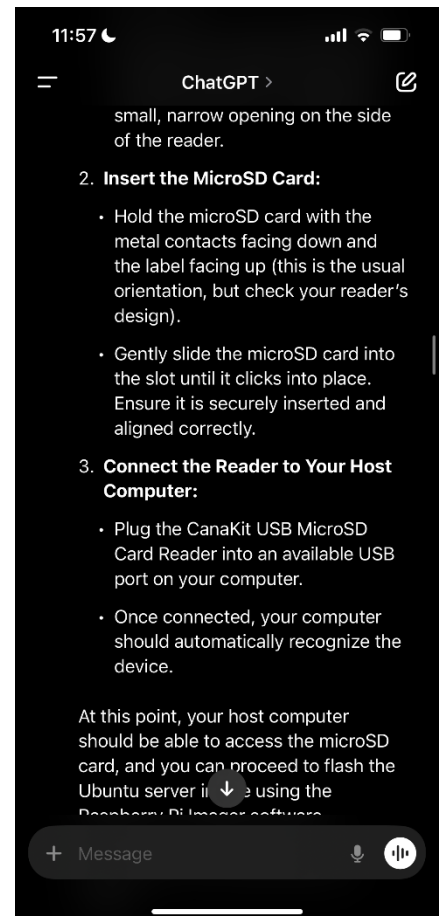 11:57
ChatGPT >
small, narrow opening on the side
of the reader.
2. Insert the MicroSD Card:
• Hold the microSD card with the
metal contacts facing down and
the label facing up (this is the usual
orientation, but check your reader's
design).
• Gently slide the microSD card into
the slot until it clicks into place.
Ensure it is securely inserted and
aligned correctly.
3. Connect the Reader to Your Host
Computer:
• Plug the CanaKit USB MicroSD
Card Reader into an available USB
port on your computer.
• Once connected, your computer
should automatically recognize the
device.
At this point, your host computer
should be able to access the microSD
card, and you can proceed to flash the
Ubuntu server using the
Raspberry Pi Imager software
Message